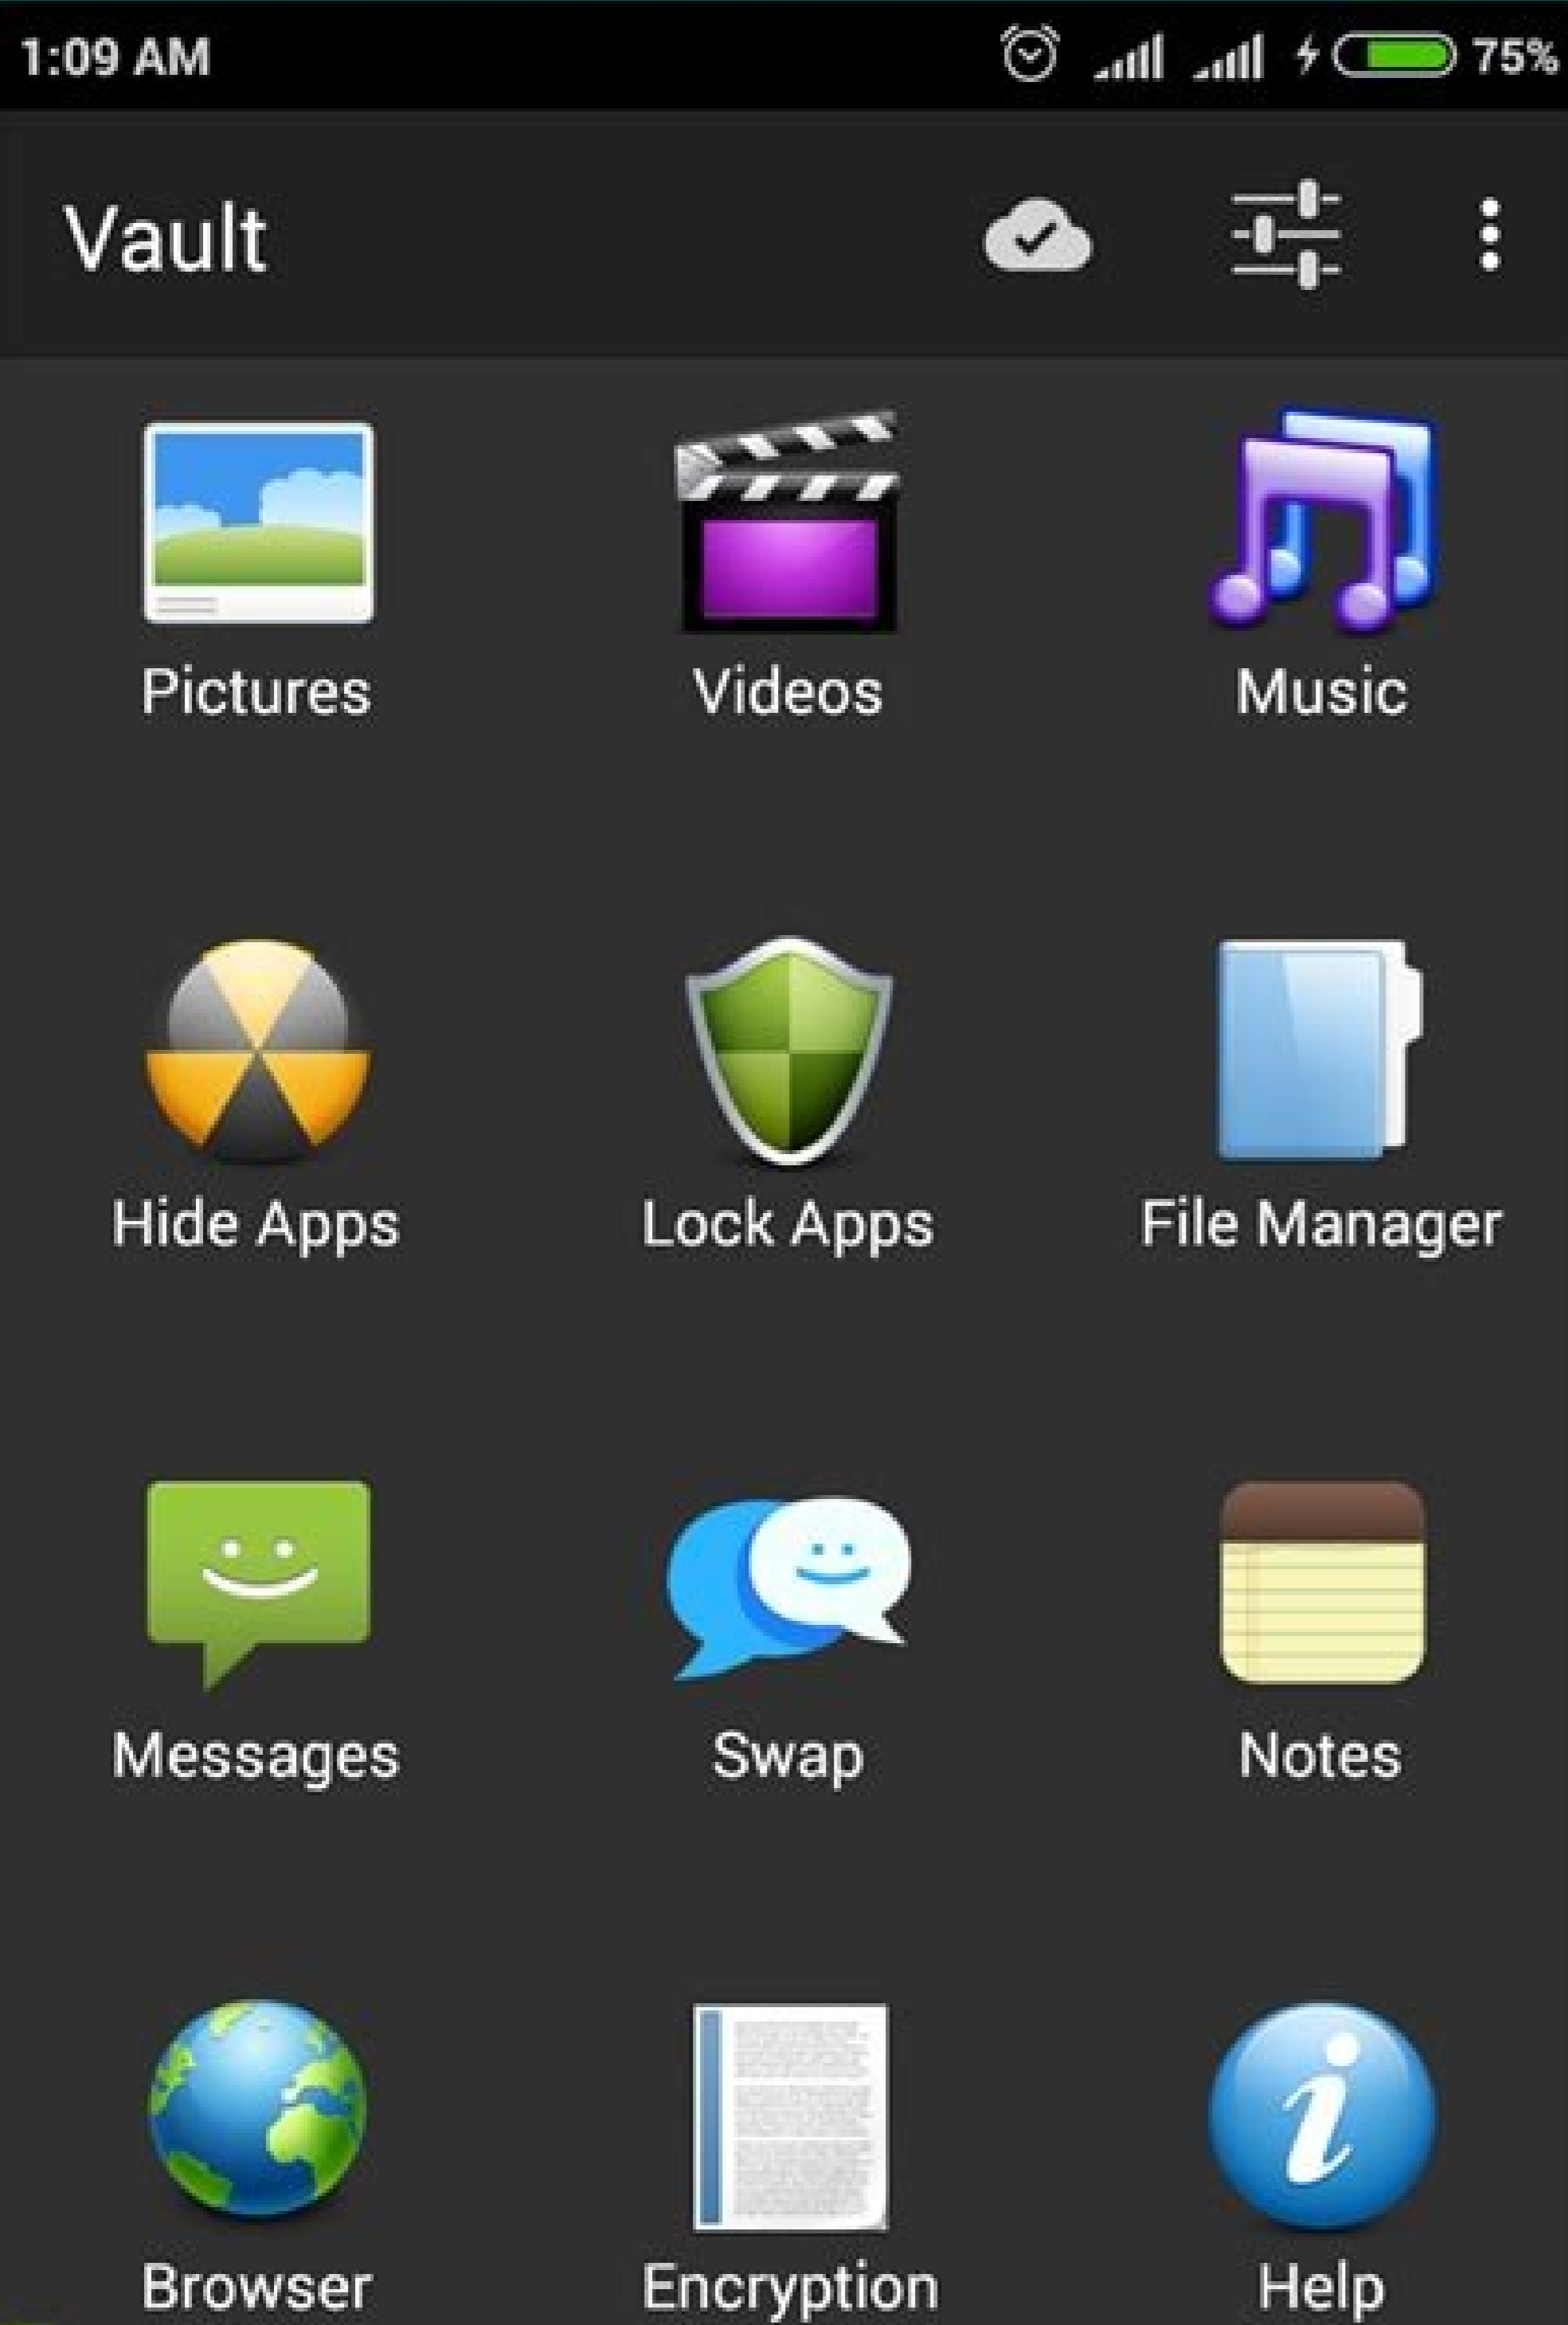 1:09 AM 75%
Vault
Pictures Videos Music
Hide Apps Lock Apps File Manager
Messages Swap Notes
Browser Encryption Help